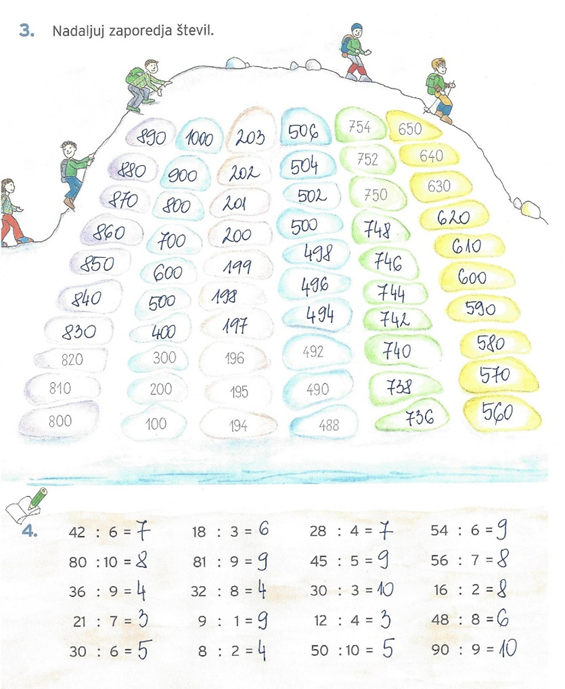 3. Nadaljuj zaporedja števil.
890 1000 203 506 754 650
880 900 202 504 752 640
870 800 201 502 750 630
860 700 200 500 748 620
850 600 199 498 746 610
840 500 198 496 744 600
830 400 197 494 742 590
820 300 196 492 740 580
810 200 195 490 738 570
800 100 194 488 736 560
4. 42 : 6 = 7 18 : 3 = 6 28 : 4 = 7 54 : 6 = 9
80 : 10 = 8 81 : 9 = 9 45 : 5 = 9 56 : 7 = 8
36 : 9 = 4 32 : 8 = 4 30 : 3 = 10 16 : 2 = 8
21 : 7 = 3 9 : 1 = 9 12 : 4 = 3 48 : 8 = 6
30 : 6 = 5 8 : 2 = 4 50 : 10 = 5 90 : 9 = 10